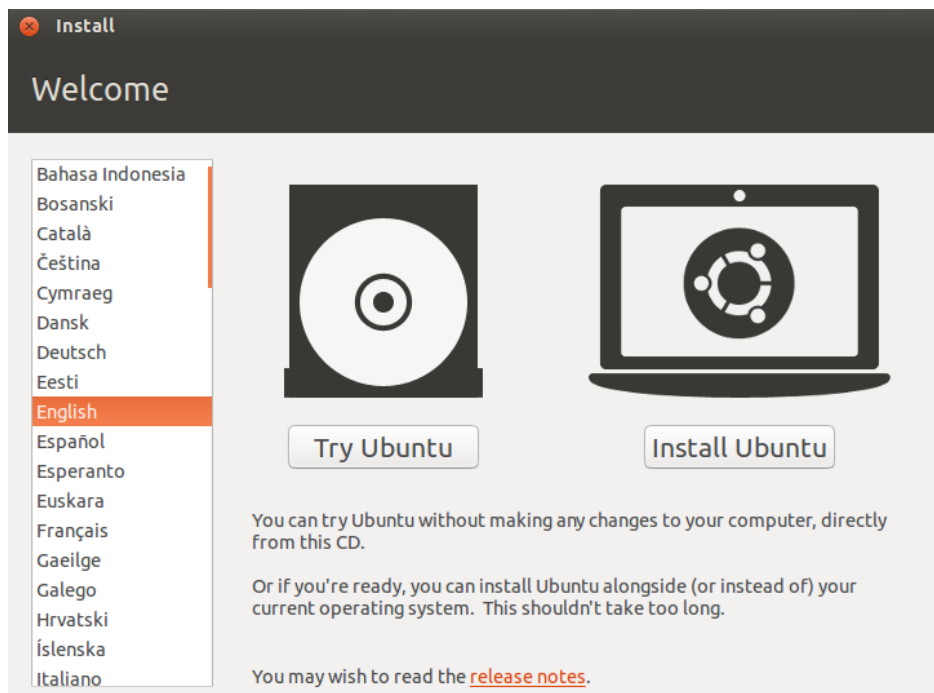 Install
Welcome
Bahasa Indonesia
Bosanski
Català
Čeština
Cymraeg
Dansk
Deutsch
Eesti
English
Español
Esperanto
Euskara
Français
Gaeilge
Galego
Hrvatski
Íslenska
Italiano
Try Ubuntu
Install Ubuntu
You can try Ubuntu without making any changes to your computer, directly
from this CD.
Or if you're ready, you can install Ubuntu alongside (or instead of) your
current operating system. This shouldn't take too long.
You may wish to read the release notes.